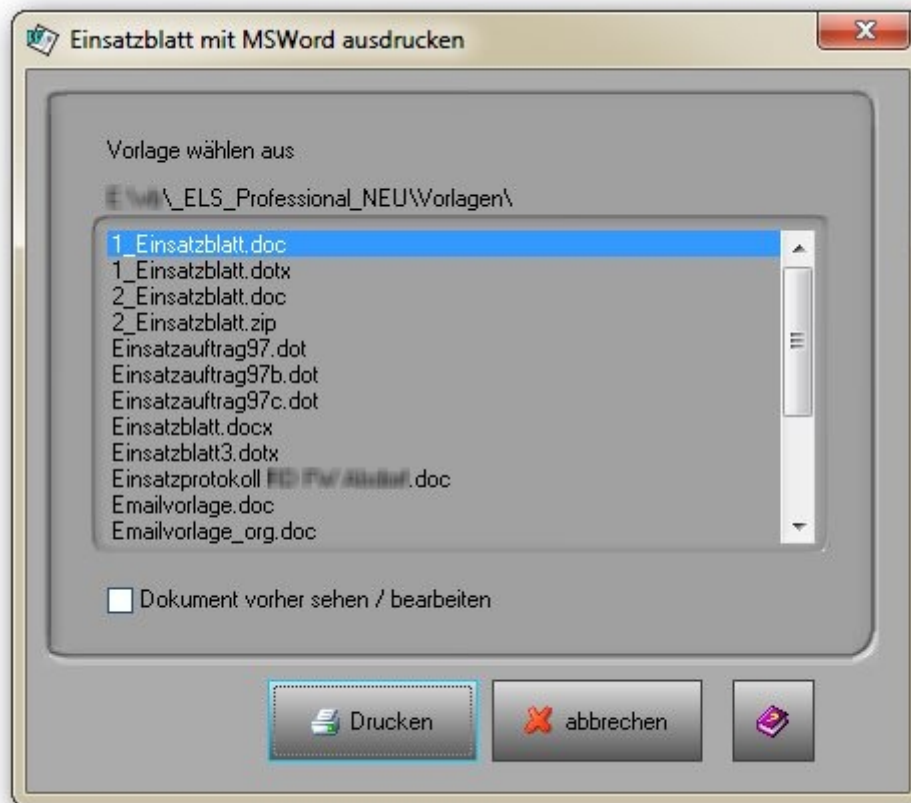 Einsatzblatt mit MSWord ausdrucken
Vorlage wählen aus
\_ELS_Professional_NEU\Vorlagen\
1_Einsatzblatt.doc
1_Einsatzblatt.dotx
2_Einsatzblatt.doc
2_Einsatzblatt.zip
Einsatzauftrag97.dot
Einsatzauftrag97b.dot
Einsatzauftrag97c.dot
Einsatzblatt.docx
Einsatzblatt3.dotx
Einsatzprotokoll .doc
Emailvorlage.doc
Emailvorlage_org.doc
Dokument vorher sehen / bearbeiten
Drucken
abbrechen